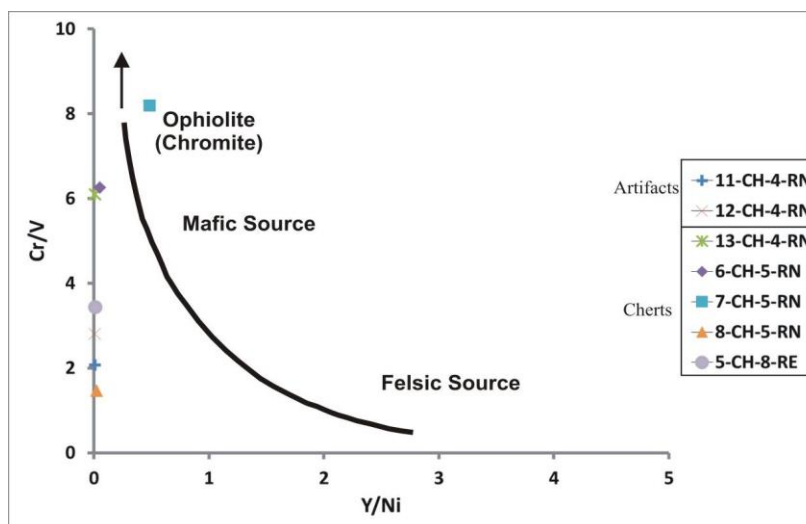 10
8
6
4
2
0
Cr/V
Ophiolite
(Chromite)
Mafic Source
Felsic Source
0 1 2 3 4 5
Y/Ni
Artifacts
11-CH-4-RN
12-CH-4-RN
13-CH-4-RN
6-CH-5-RN
Cherts
7-CH-5-RN
8-CH-5-RN
5-CH-8-RE